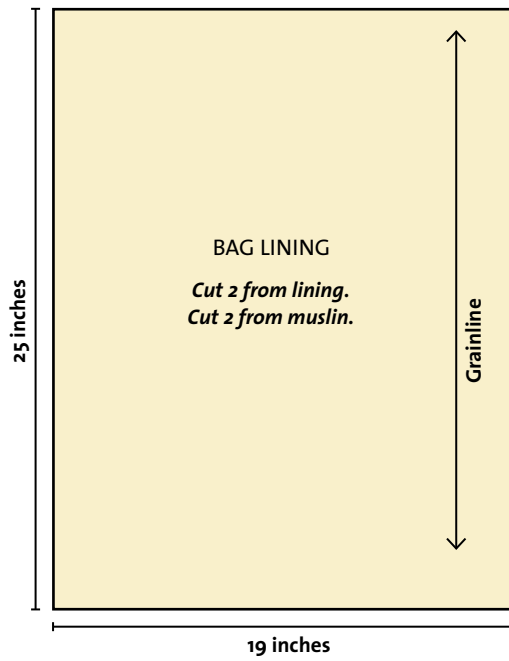 BAG LINING
Cut 2 from lining.
Cut 2 from muslin.
25 inches
Grainline
19 inches